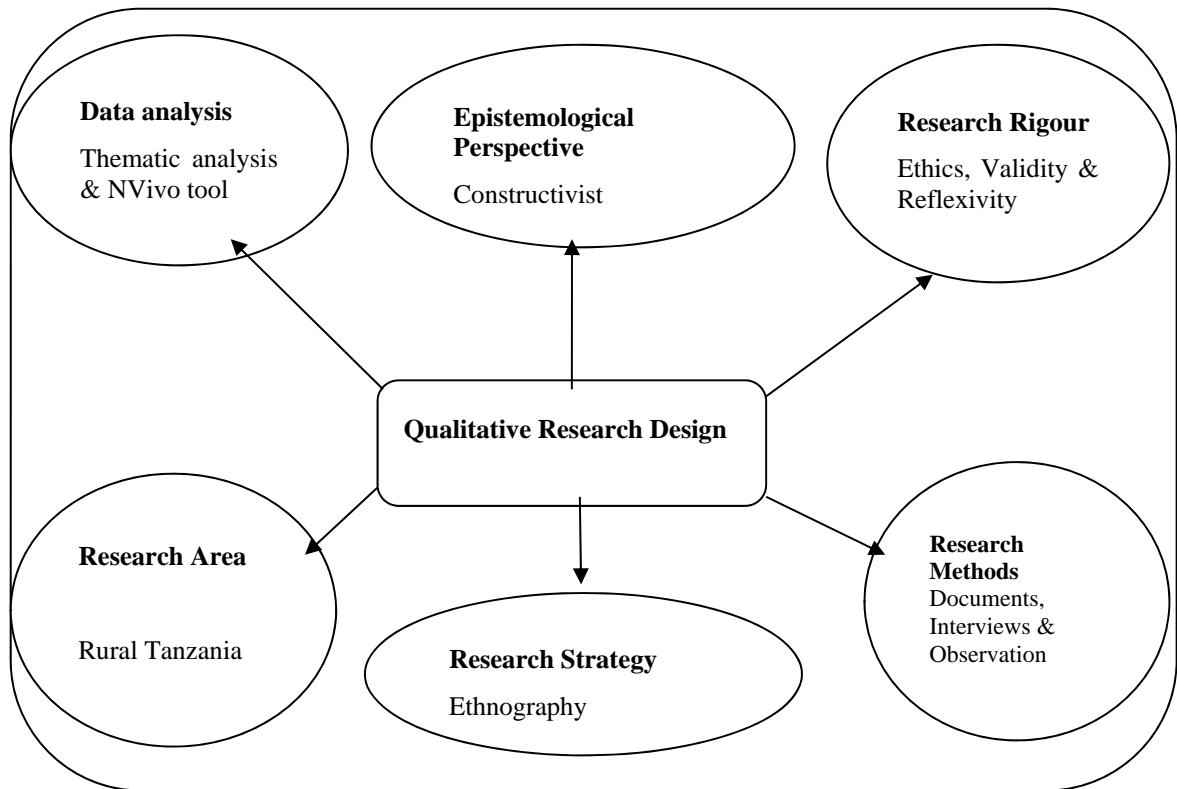 Data analysis
Thematic analysis
& NVivo tool
Epistemological
Perspective
Constructivist
Research Rigour
Ethics, Validity &
Reflexivity
Qualitative Research Design
Research Area
Rural Tanzania
Research Strategy
Ethnography
Research
Methods
Documents,
Interviews &
Observation